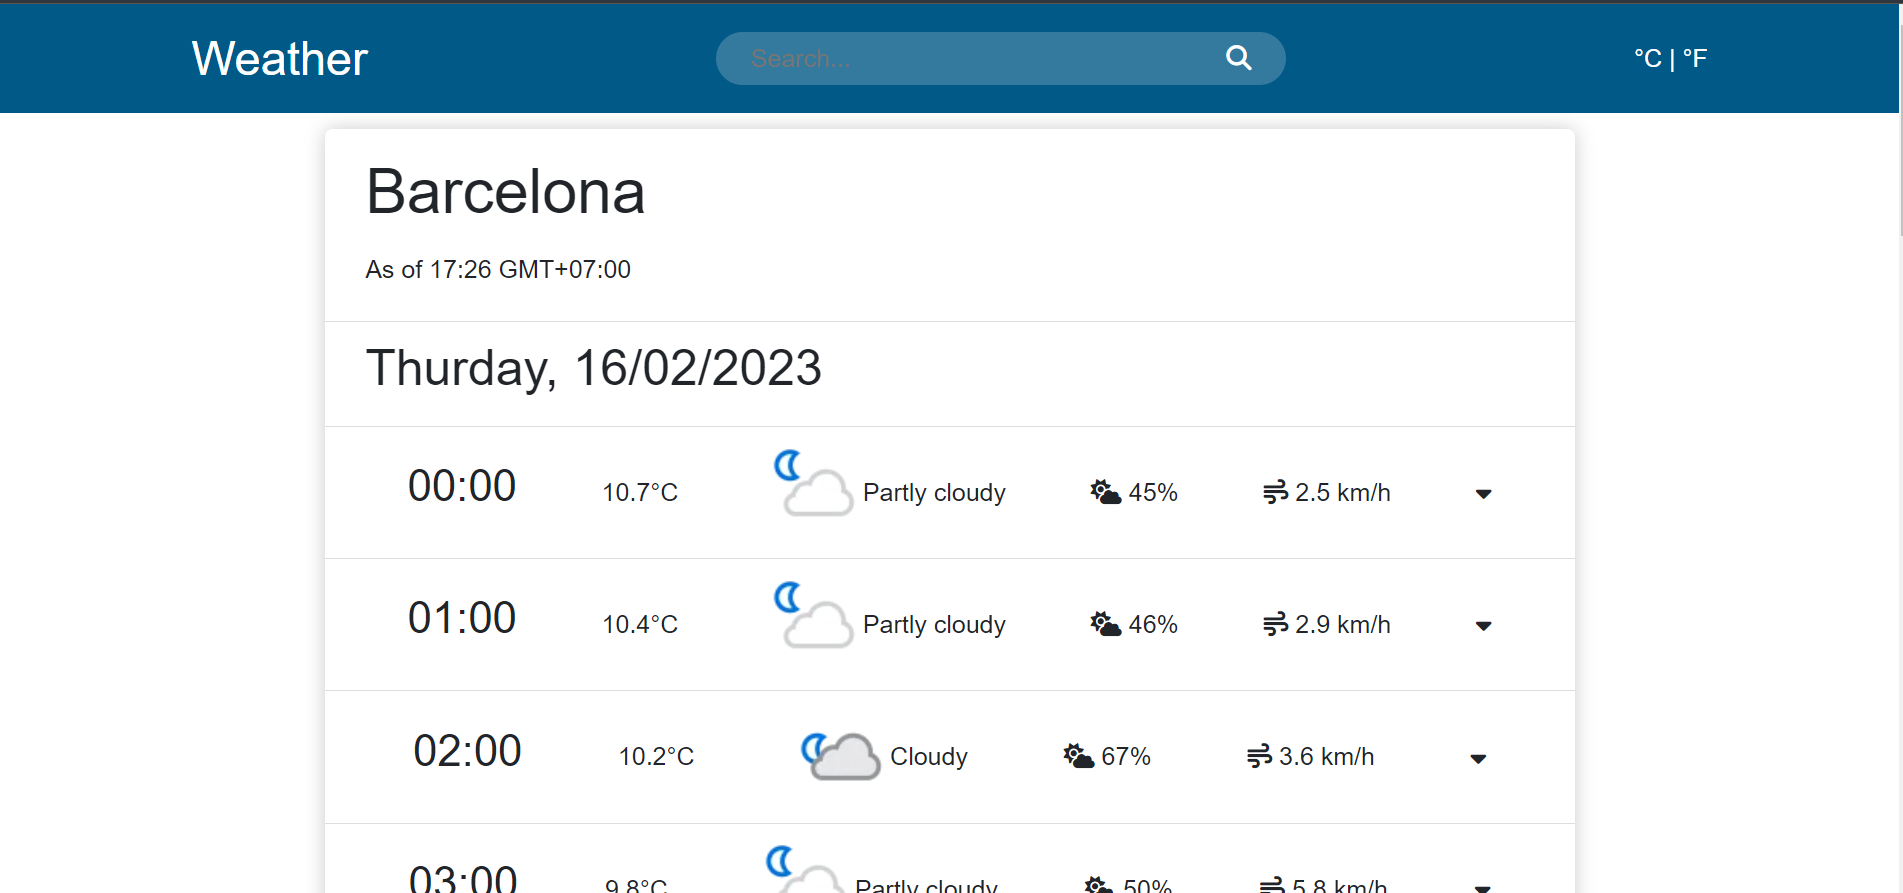 Weather Search... °C | °F
Barcelona
As of 17:26 GMT+07:00
Thurday, 16/02/2023
00:00 10.7°C Partly cloudy 45% 2.5 km/h
01:00 10.4°C Partly cloudy 46% 2.9 km/h
02:00 10.2°C Cloudy 67% 3.6 km/h
03:00 9.8°C Partly cloudy 50% 5.8 km/h